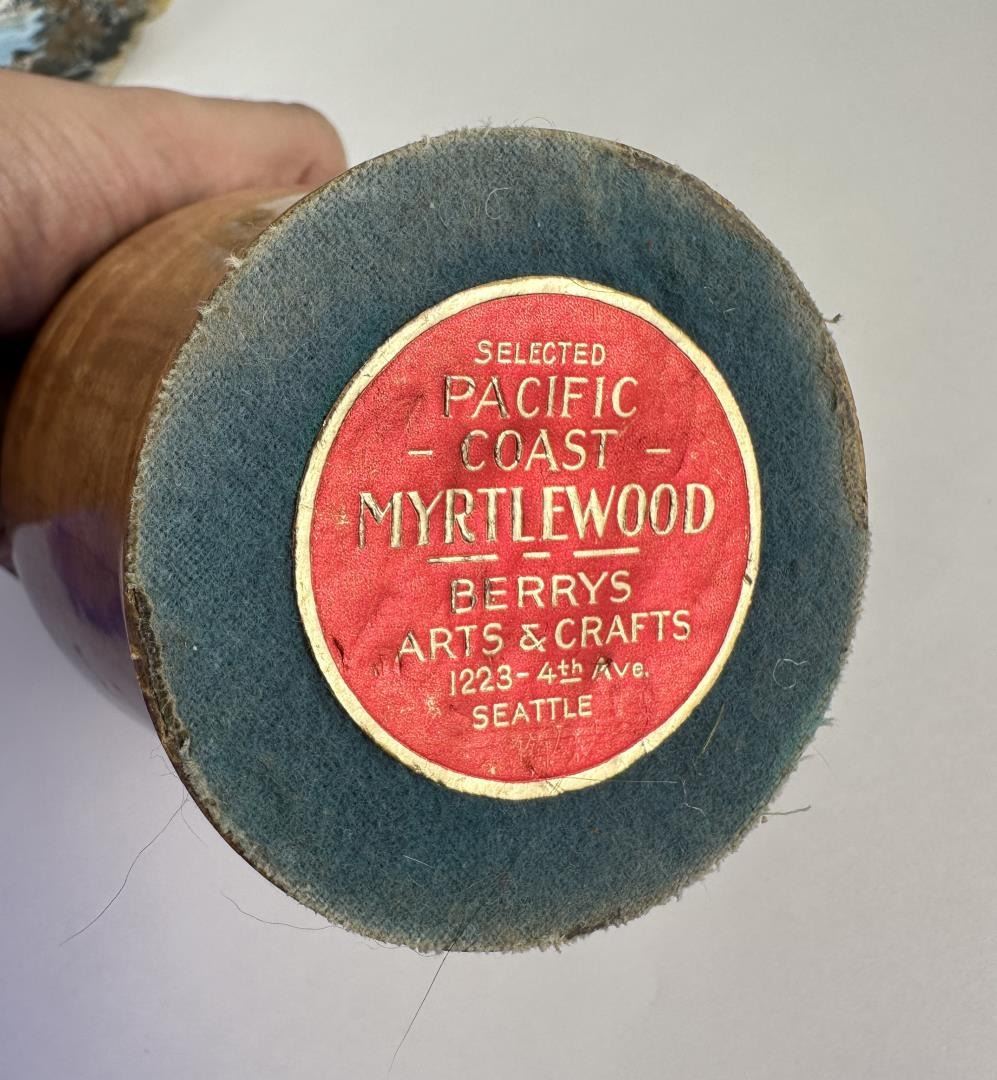 SELECTED
PACIFIC
- COAST -
MYRTLEWOOD
BERRYS
ARTS & CRAFTS
1223-4th Ave.
SEATTLE